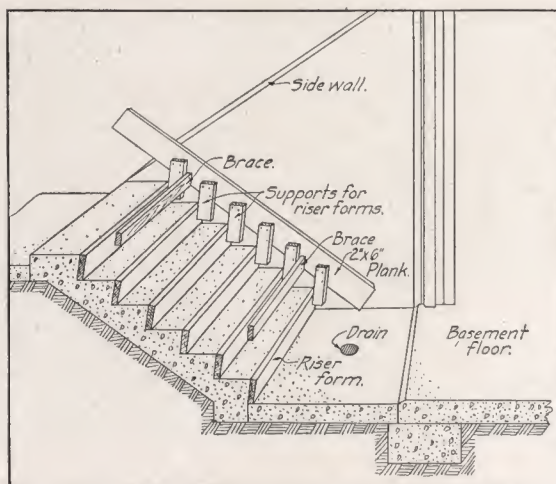 Side wall.
Brace.
Supports for
riser forms.
Brace
2"x6"
Plank.
Drain
Basement
floor.
Riser
form.